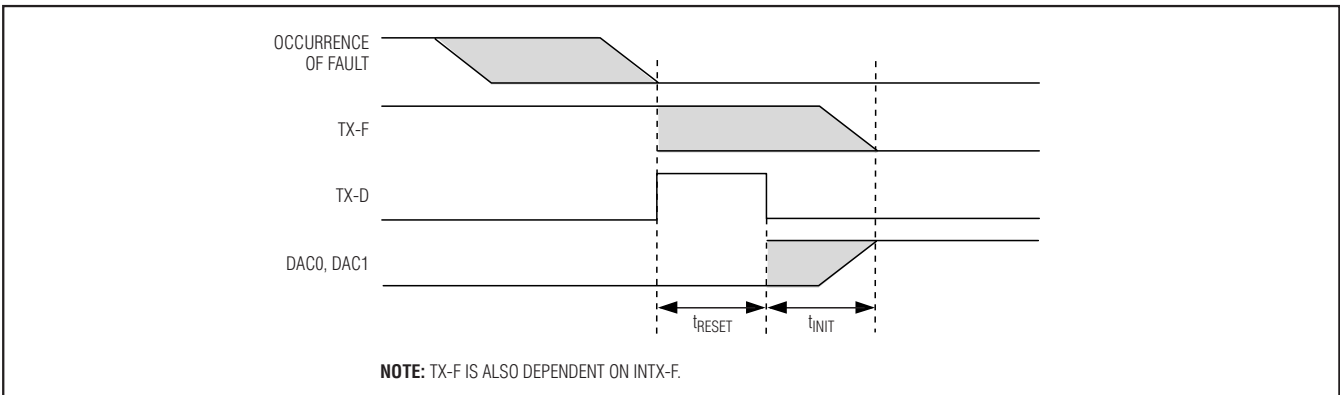 OCCURRENCE
OF FAULT
TX-F
TX-D
DAC0, DAC1
tRESET
tINIT
NOTE: TX-F IS ALSO DEPENDENT ON INTX-F.